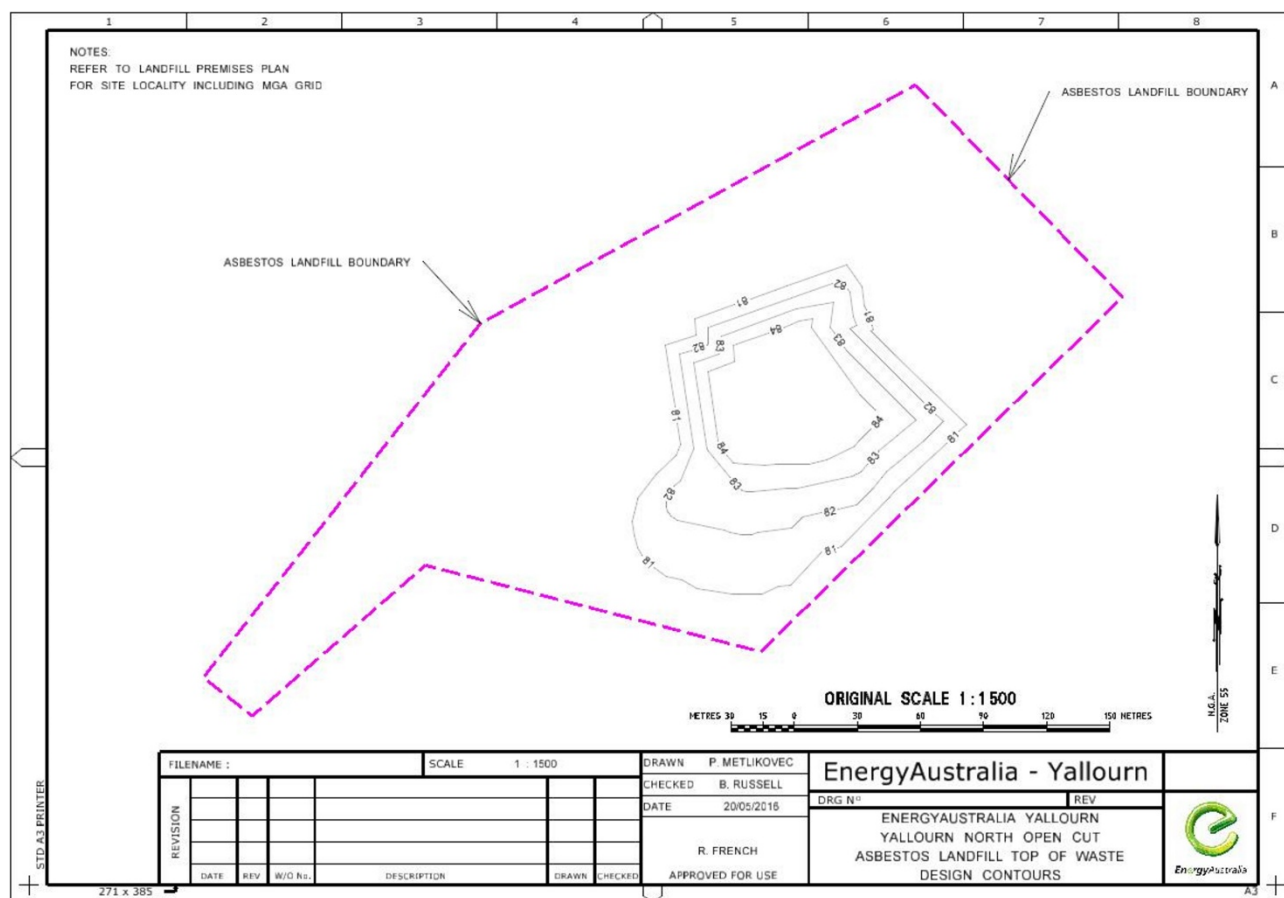 1 2 3 4 5 6 7 8
NOTES:
REFER TO LANDFILL PREMISES PLAN
FOR SITE LOCALITY INCLUDING MGA GRID
A
ASBESTOS LANDFILL BOUNDARY
B
ASBESTOS LANDFILL BOUNDARY
81
82
81
84
83
82
83
C
81
82
84
81
84
83
83
82
82
D
81
81
E
ORIGINAL SCALE 1:1500
METRES 30 15 0 30 60 90 120 150 METRES
M.G.A.
ZONE 55
FILENAME :
SCALE 1 : 1500
DRAWN P. METLIKOVEC
CHECKED B. RUSSELL
DATE 20/05/2016
R. FRENCH
APPROVED FOR USE
EnergyAustralia - Yallourn
DRG Nº REV
ENERGYAUSTRALIA YALLOURN
YALLOURN NORTH OPEN CUT
ASBESTOS LANDFILL TOP OF WASTE
DESIGN CONTOURS
EnergyAustralia
F
REVISION
DATE REV W/O No. DESCRIPTION DRAWN CHECKED
STD A3 PRINTER
271 x 385
A3